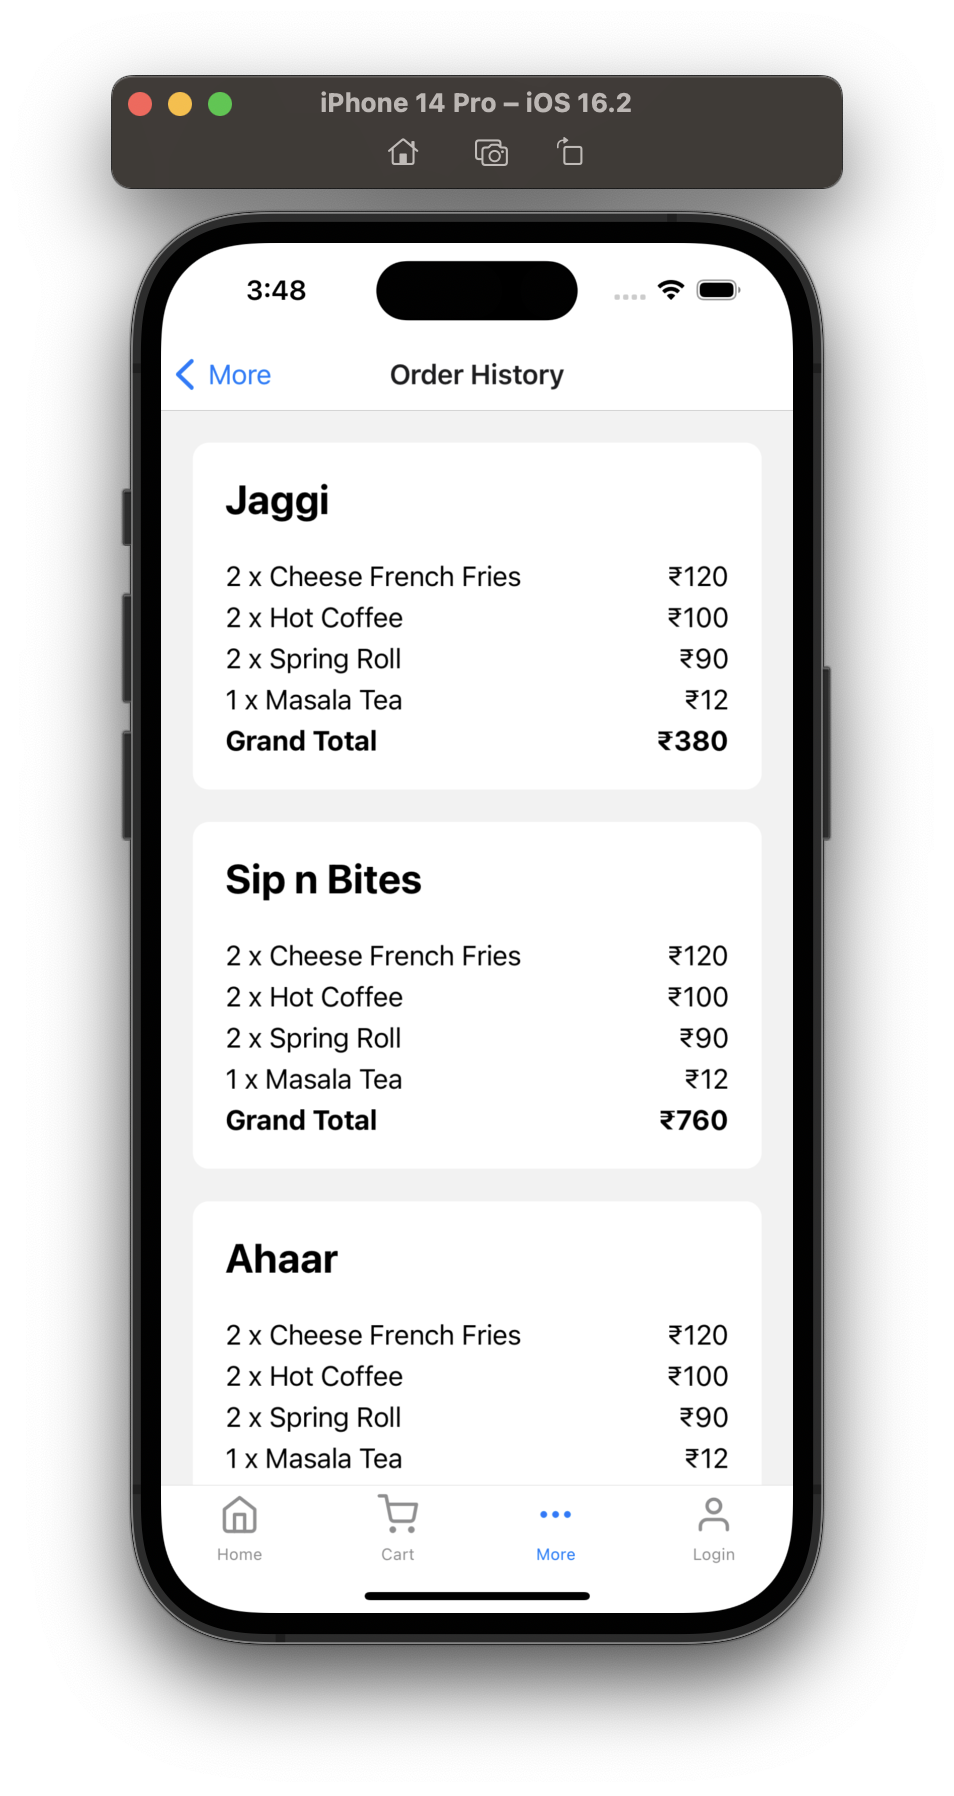 iPhone 14 Pro – iOS 16.2
3:48
More
Order History
Jaggi
2 x Cheese French Fries ₹120
2 x Hot Coffee ₹100
2 x Spring Roll ₹90
1 x Masala Tea ₹12
Grand Total ₹380
Sip n Bites
2 x Cheese French Fries ₹120
2 x Hot Coffee ₹100
2 x Spring Roll ₹90
1 x Masala Tea ₹12
Grand Total ₹760
Ahaar
2 x Cheese French Fries ₹120
2 x Hot Coffee ₹100
2 x Spring Roll ₹90
1 x Masala Tea ₹12
Home Cart More Login